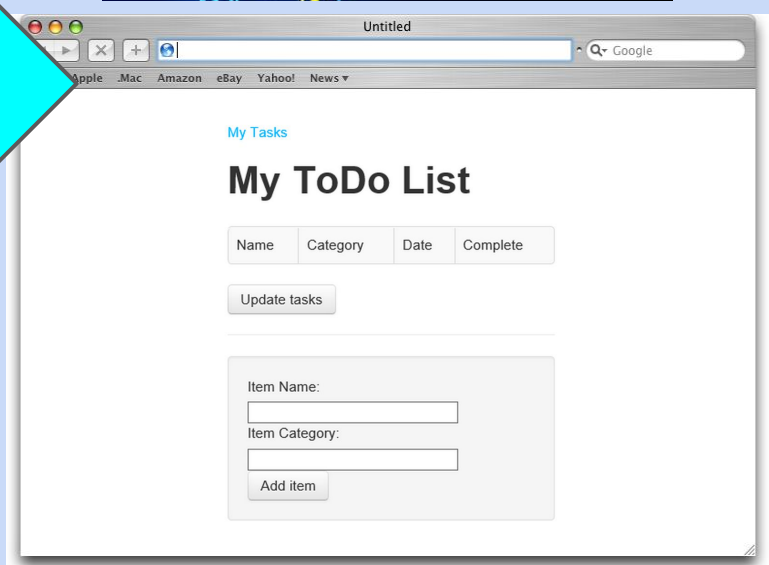 Untitled
Google
Apple .Mac Amazon eBay Yahoo! News
My Tasks
My ToDo List
Name Category Date Complete
Update tasks
Item Name:
Item Category:
Add item